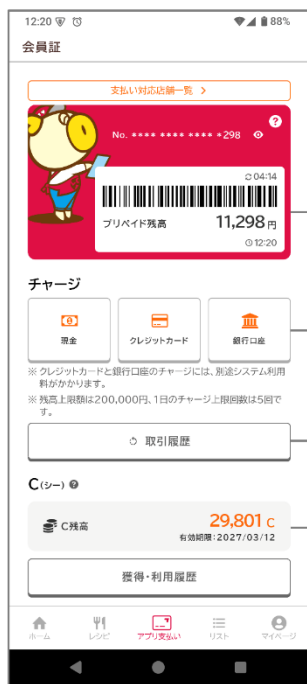 12:20 88%
会員証
支払い対応店舗一覧 >
?
No. **** **** **** *298
04:14
プリペイド残高 11,298 円
12:20
チャージ
現金 クレジットカード 銀行口座
※ クレジットカードと銀行口座のチャージには、別途システム利用
料がかかります。
※ 残高上限額は200,000円、1日のチャージ上限回数は5回で
す。
取引履歴
C(シー) ?
C残高 29,801 C
有効期限:2027/03/12
獲得・利用履歴
ホーム レシピ アプリ支払い リスト マイページ